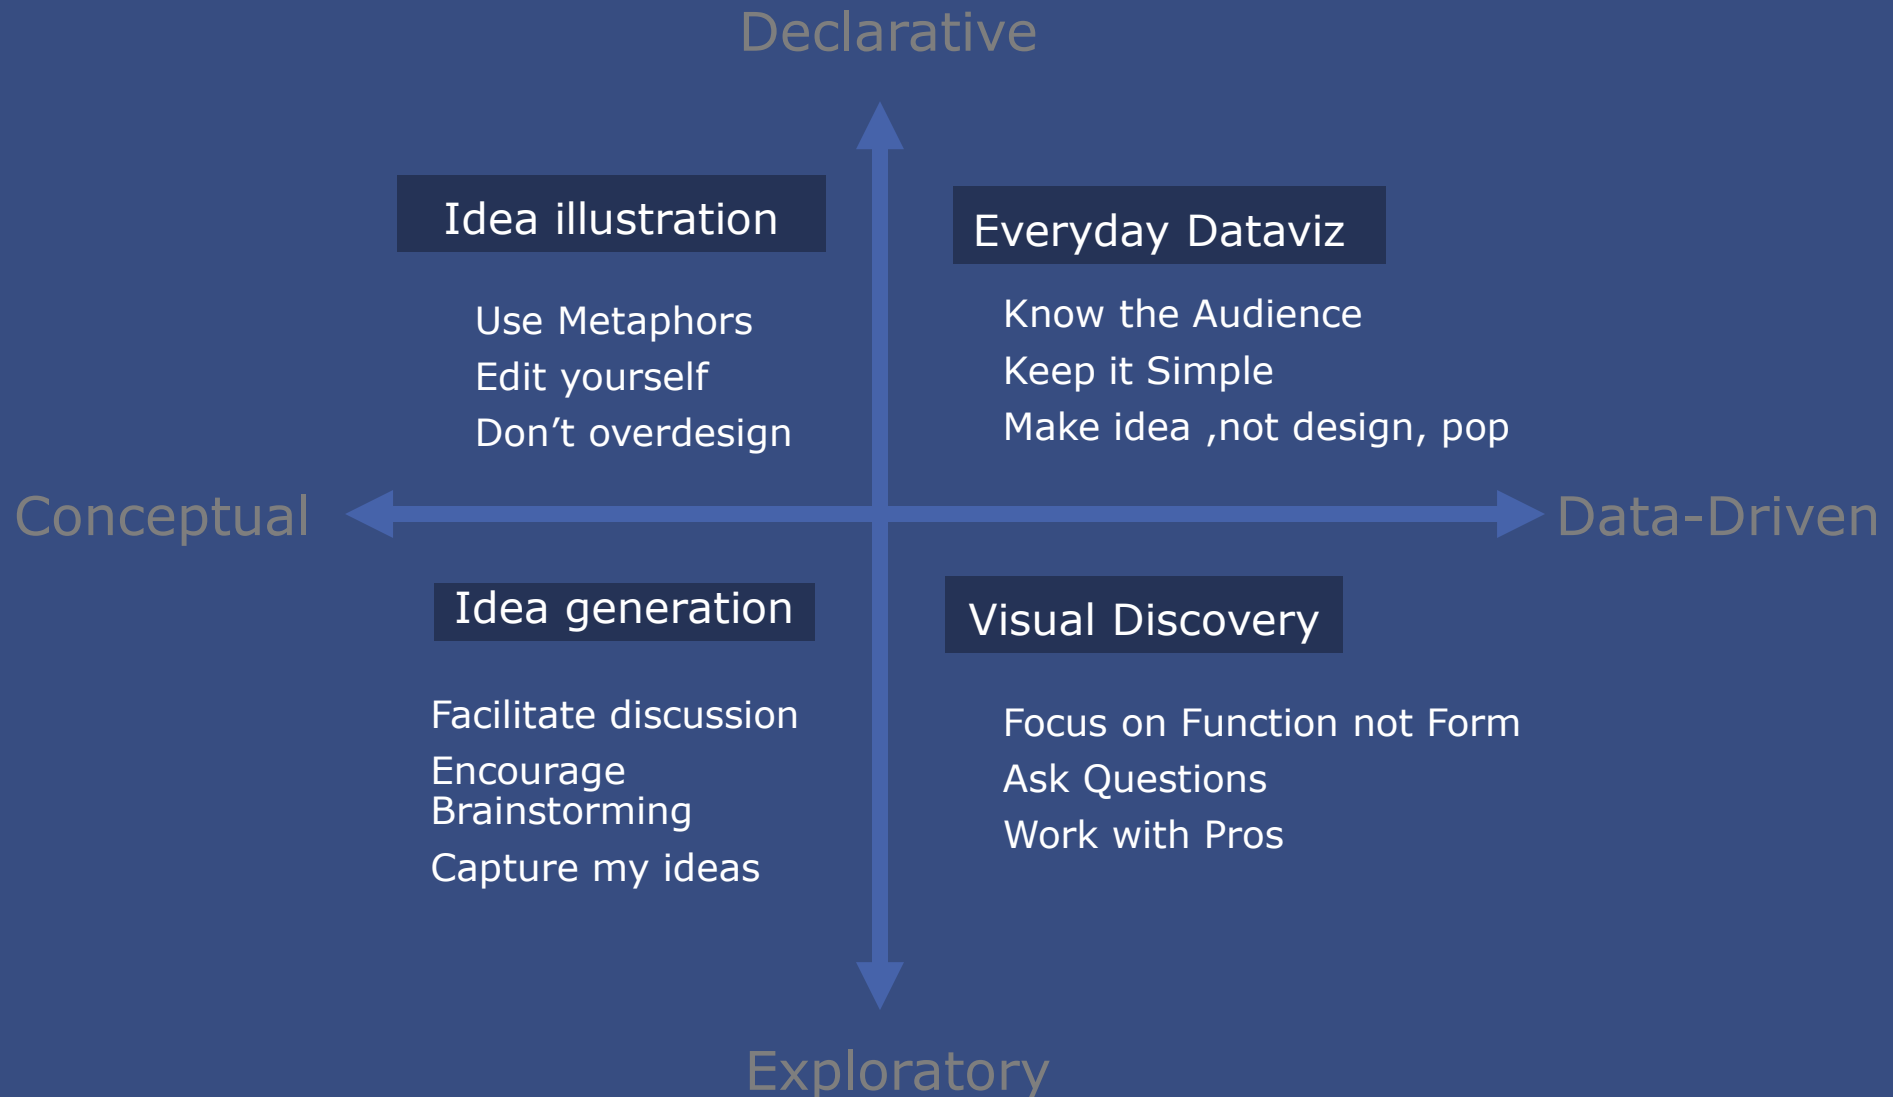 Declarative
Idea illustration
Use Metaphors
Edit yourself
Don’t overdesign
Everyday Dataviz
Know the Audience
Keep it Simple
Make idea ,not design, pop
Conceptual
Data-Driven
Idea generation
Facilitate discussion
Encourage
Brainstorming
Capture my ideas
Visual Discovery
Focus on Function not Form
Ask Questions
Work with Pros
Exploratory